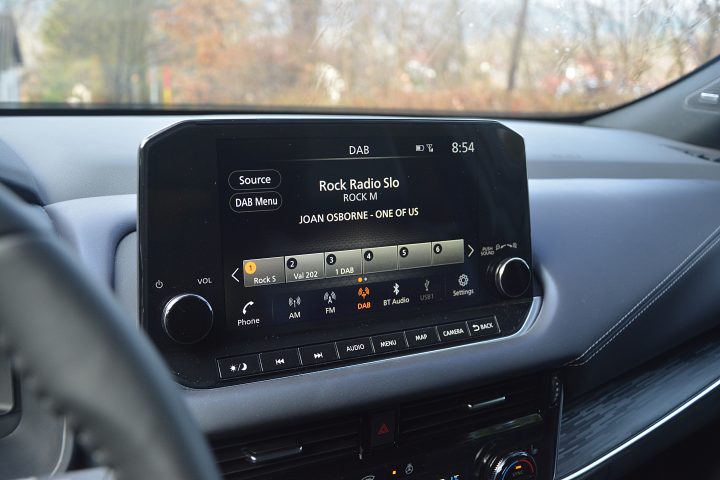 DAB 8:54
Source
DAB Menu
Rock Radio Slo
ROCK M
JOAN OSBORNE - ONE OF US
VOL
PUSH
SOUND
1 2 3 4 5 6
Rock S Val 202 1 DAB
Phone AM FM DAB BT Audio USB1 Settings
AUDIO MENU MAP CAMERA BACK